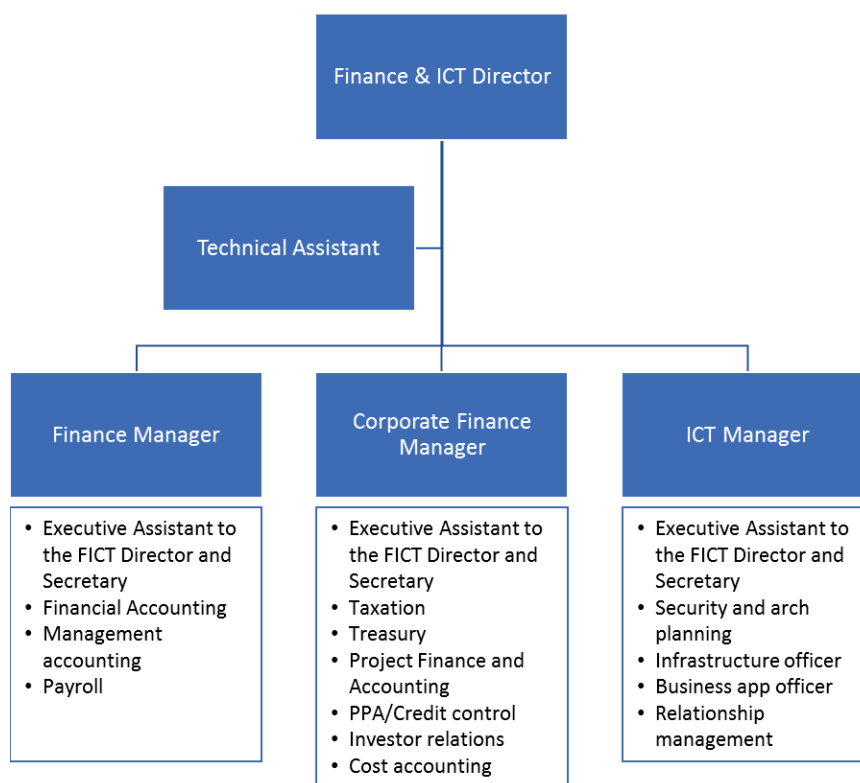 Finance & ICT Director
Technical Assistant
Finance Manager
Corporate Finance
Manager
ICT Manager
• Executive Assistant to
the FICT Director and
Secretary
• Financial Accounting
• Management
accounting
• Payroll
• Executive Assistant to
the FICT Director and
Secretary
• Taxation
• Treasury
• Project Finance and
Accounting
• PPA/Credit control
• Investor relations
• Cost accounting
• Executive Assistant to
the FICT Director and
Secretary
• Security and arch
planning
• Infrastructure officer
• Business app officer
• Relationship
management